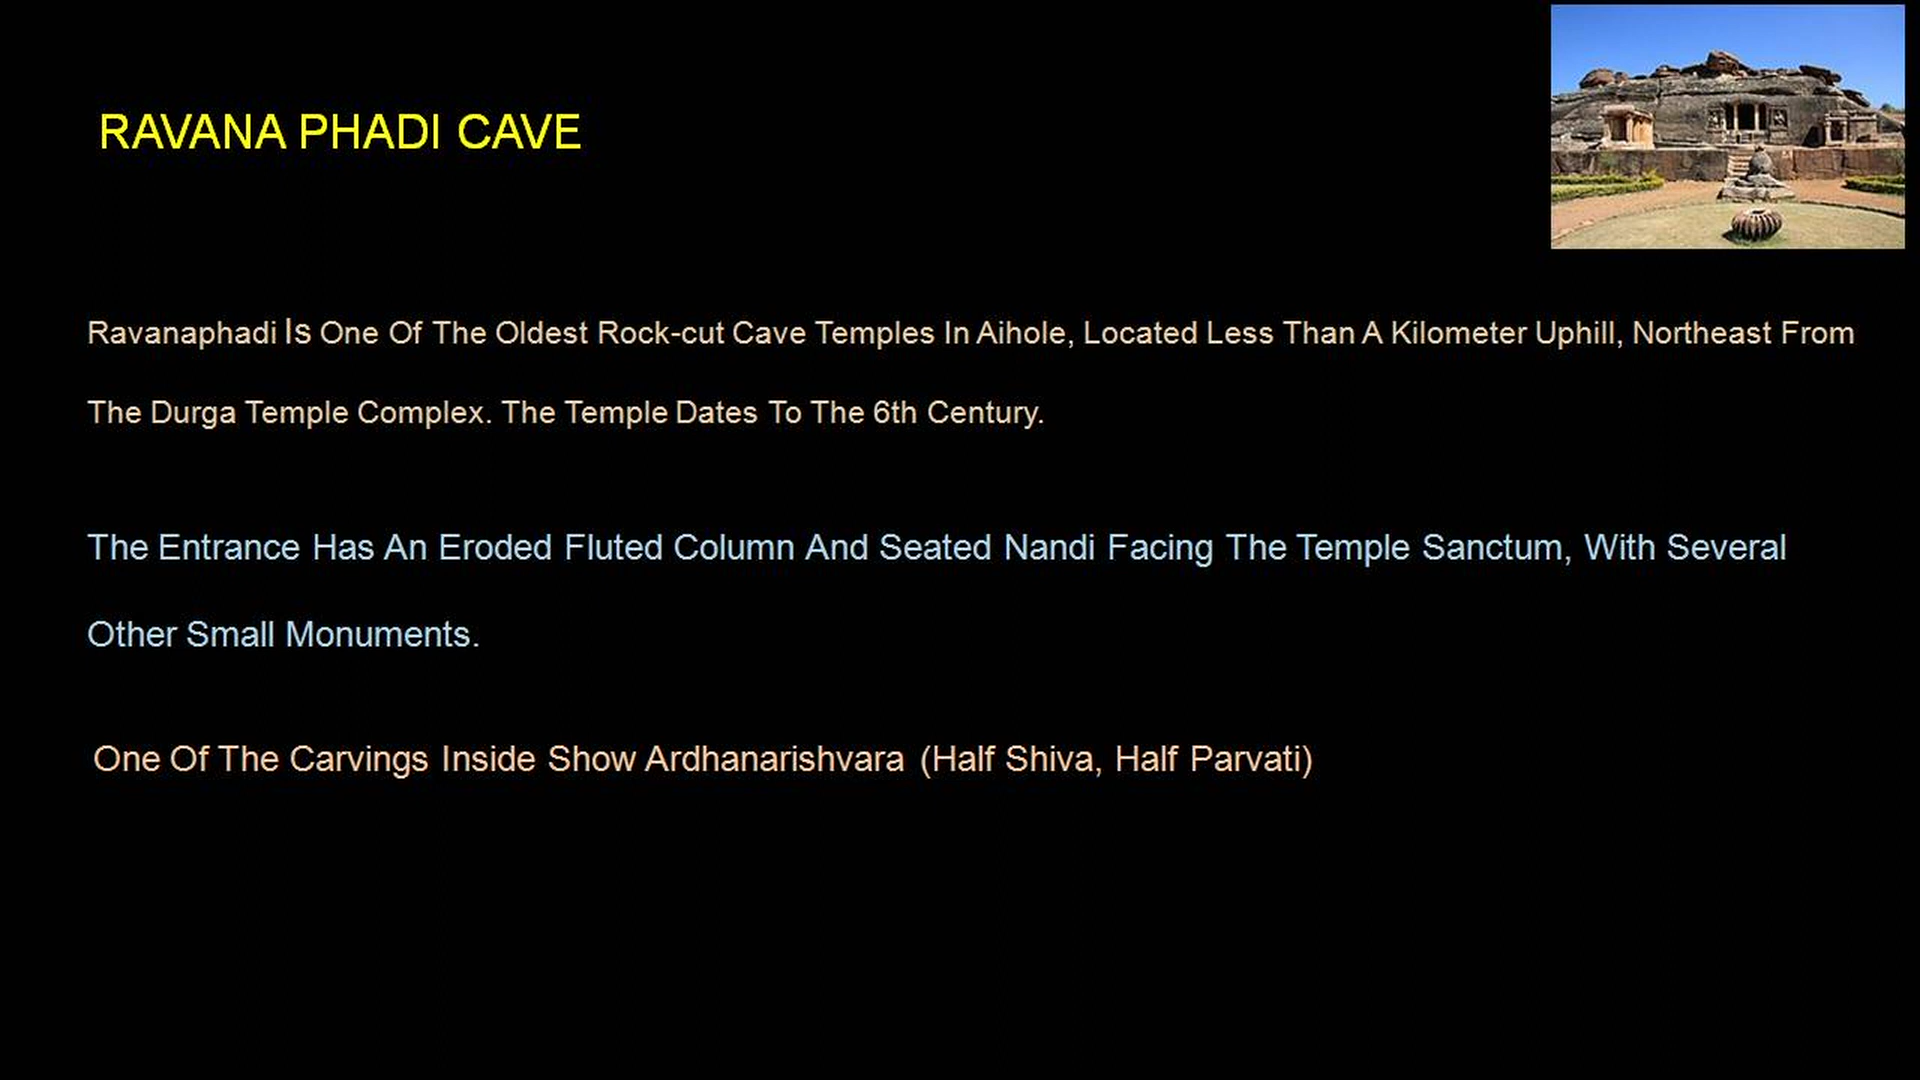 RAVANA PHADI CAVE
Ravanaphadi Is One Of The Oldest Rock-cut Cave Temples In Aihole, Located Less Than A Kilometer Uphill, Northeast From
The Durga Temple Complex. The Temple Dates To The 6th Century.
The Entrance Has An Eroded Fluted Column And Seated Nandi Facing The Temple Sanctum, With Several
Other Small Monuments.
One Of The Carvings Inside Show Ardhanarishvara (Half Shiva, Half Parvati)